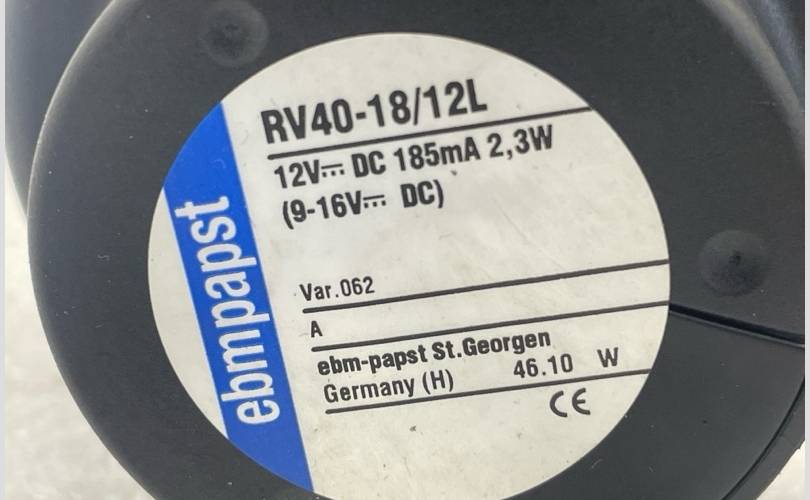 RV40-18/12L
12V⎓ DC 185mA 2,3W
(9-16V⎓ DC)
ebmpapst
Var.062
A
ebm-papst St.Georgen
Germany (H) 46.10 W
CE